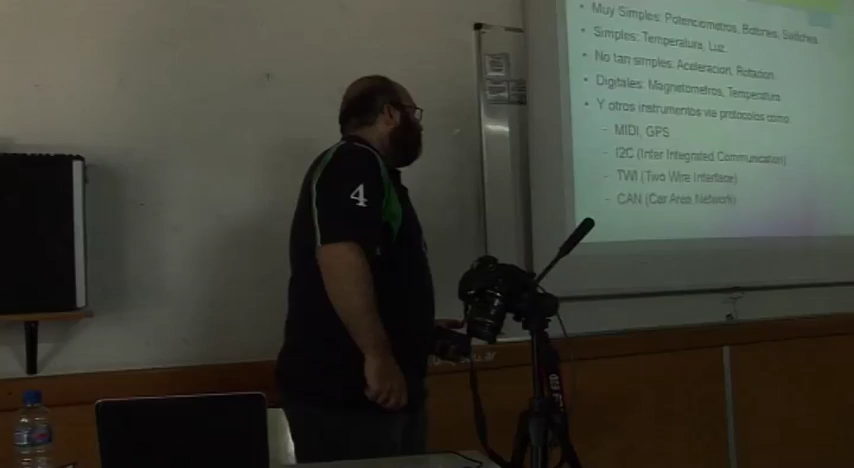 Muy Simples: Potenciometros, Botones, Switches
Simples: Temperatura, Luz
No tan simples: Aceleracion, Rotacion
Digitales: Magnetometros, Temperatura
Y otros instrumentos via protocolos como:
MIDI, GPS
I2C (Inter Integrated Communication)
TWI (Two Wire Interface)
CAN (Car Area Network)
4